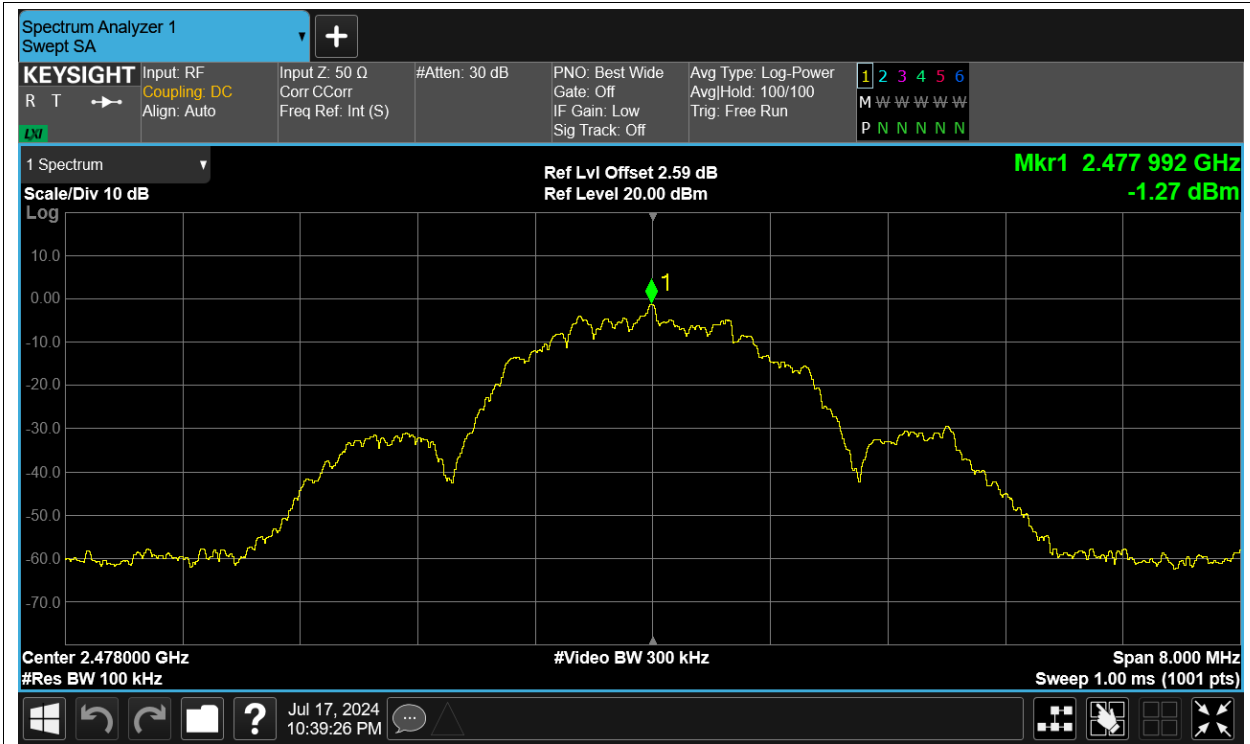 Spectrum Analyzer 1
Swept SA
KEYSIGHT
R T
LXI
Input: RF
Coupling: DC
Align: Auto
Input Z: 50 Ω
Corr CCorr
Freq Ref: Int (S)
#Atten: 30 dB
PNO: Best Wide
Gate: Off
IF Gain: Low
Sig Track: Off
Avg Type: Log-Power
Avg|Hold: 100/100
Trig: Free Run
1 2 3 4 5 6
M W W W W W
P N N N N N
1 Spectrum
Scale/Div 10 dB
Ref Lvl Offset 2.59 dB
Ref Level 20.00 dBm
Mkr1 2.477 992 GHz
-1.27 dBm
Log
10.0
0.00
-10.0
-20.0
-30.0
-40.0
-50.0
-60.0
-70.0
1
Center 2.478000 GHz
#Res BW 100 kHz
#Video BW 300 kHz
Span 8.000 MHz
Sweep 1.00 ms (1001 pts)
?
Jul 17, 2024
10:39:26 PM